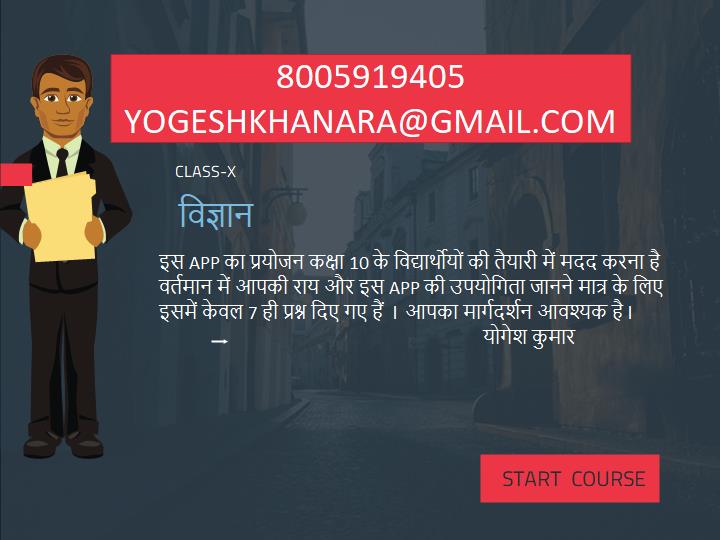 8005919405
YOGESHKHANARA@GMAIL.COM
CLASS-X
विज्ञान
इस APP का प्रयोजन कक्षा 10 के विद्यार्थीयों की तैयारी में मदद करना है
वर्तमान में आपकी राय और इस APP की उपयोगिता जानने मात्र के लिए
इसमें केवल 7 ही प्रश्न दिए गए हैं । आपका मार्गदर्शन आवश्यक है।
योगेश कुमार
START COURSE